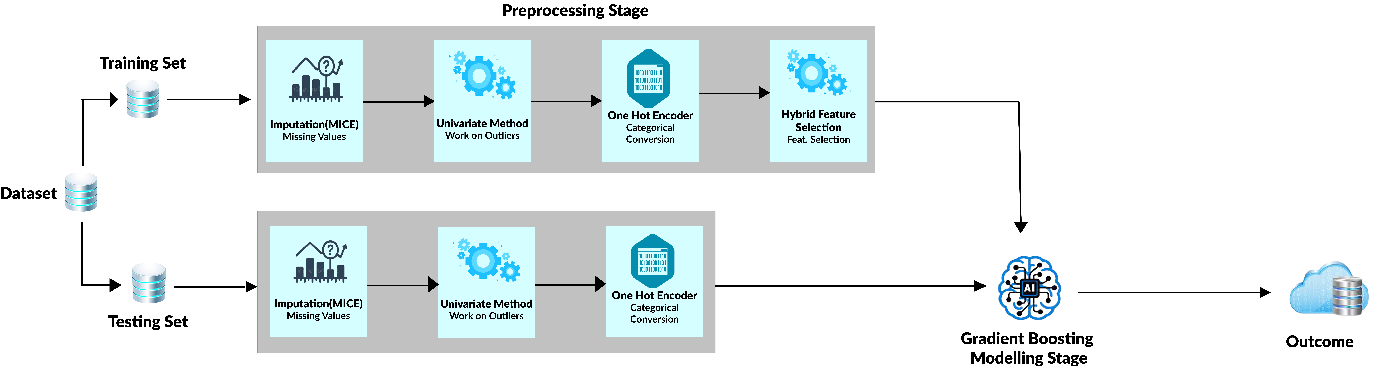 Preprocessing Stage
Training Set
Imputation(MICE)
Missing Values
Univariate Method
Work on Outliers
One Hot Encoder
Categorical
Conversion
Hybrid Feature
Selection
Feat. Selection
Dataset
Testing Set
Imputation(MICE)
Missing Values
Univariate Method
Work on Outliers
One Hot Encoder
Categorical
Conversion
AI
Gradient Boosting
Modelling Stage
Outcome